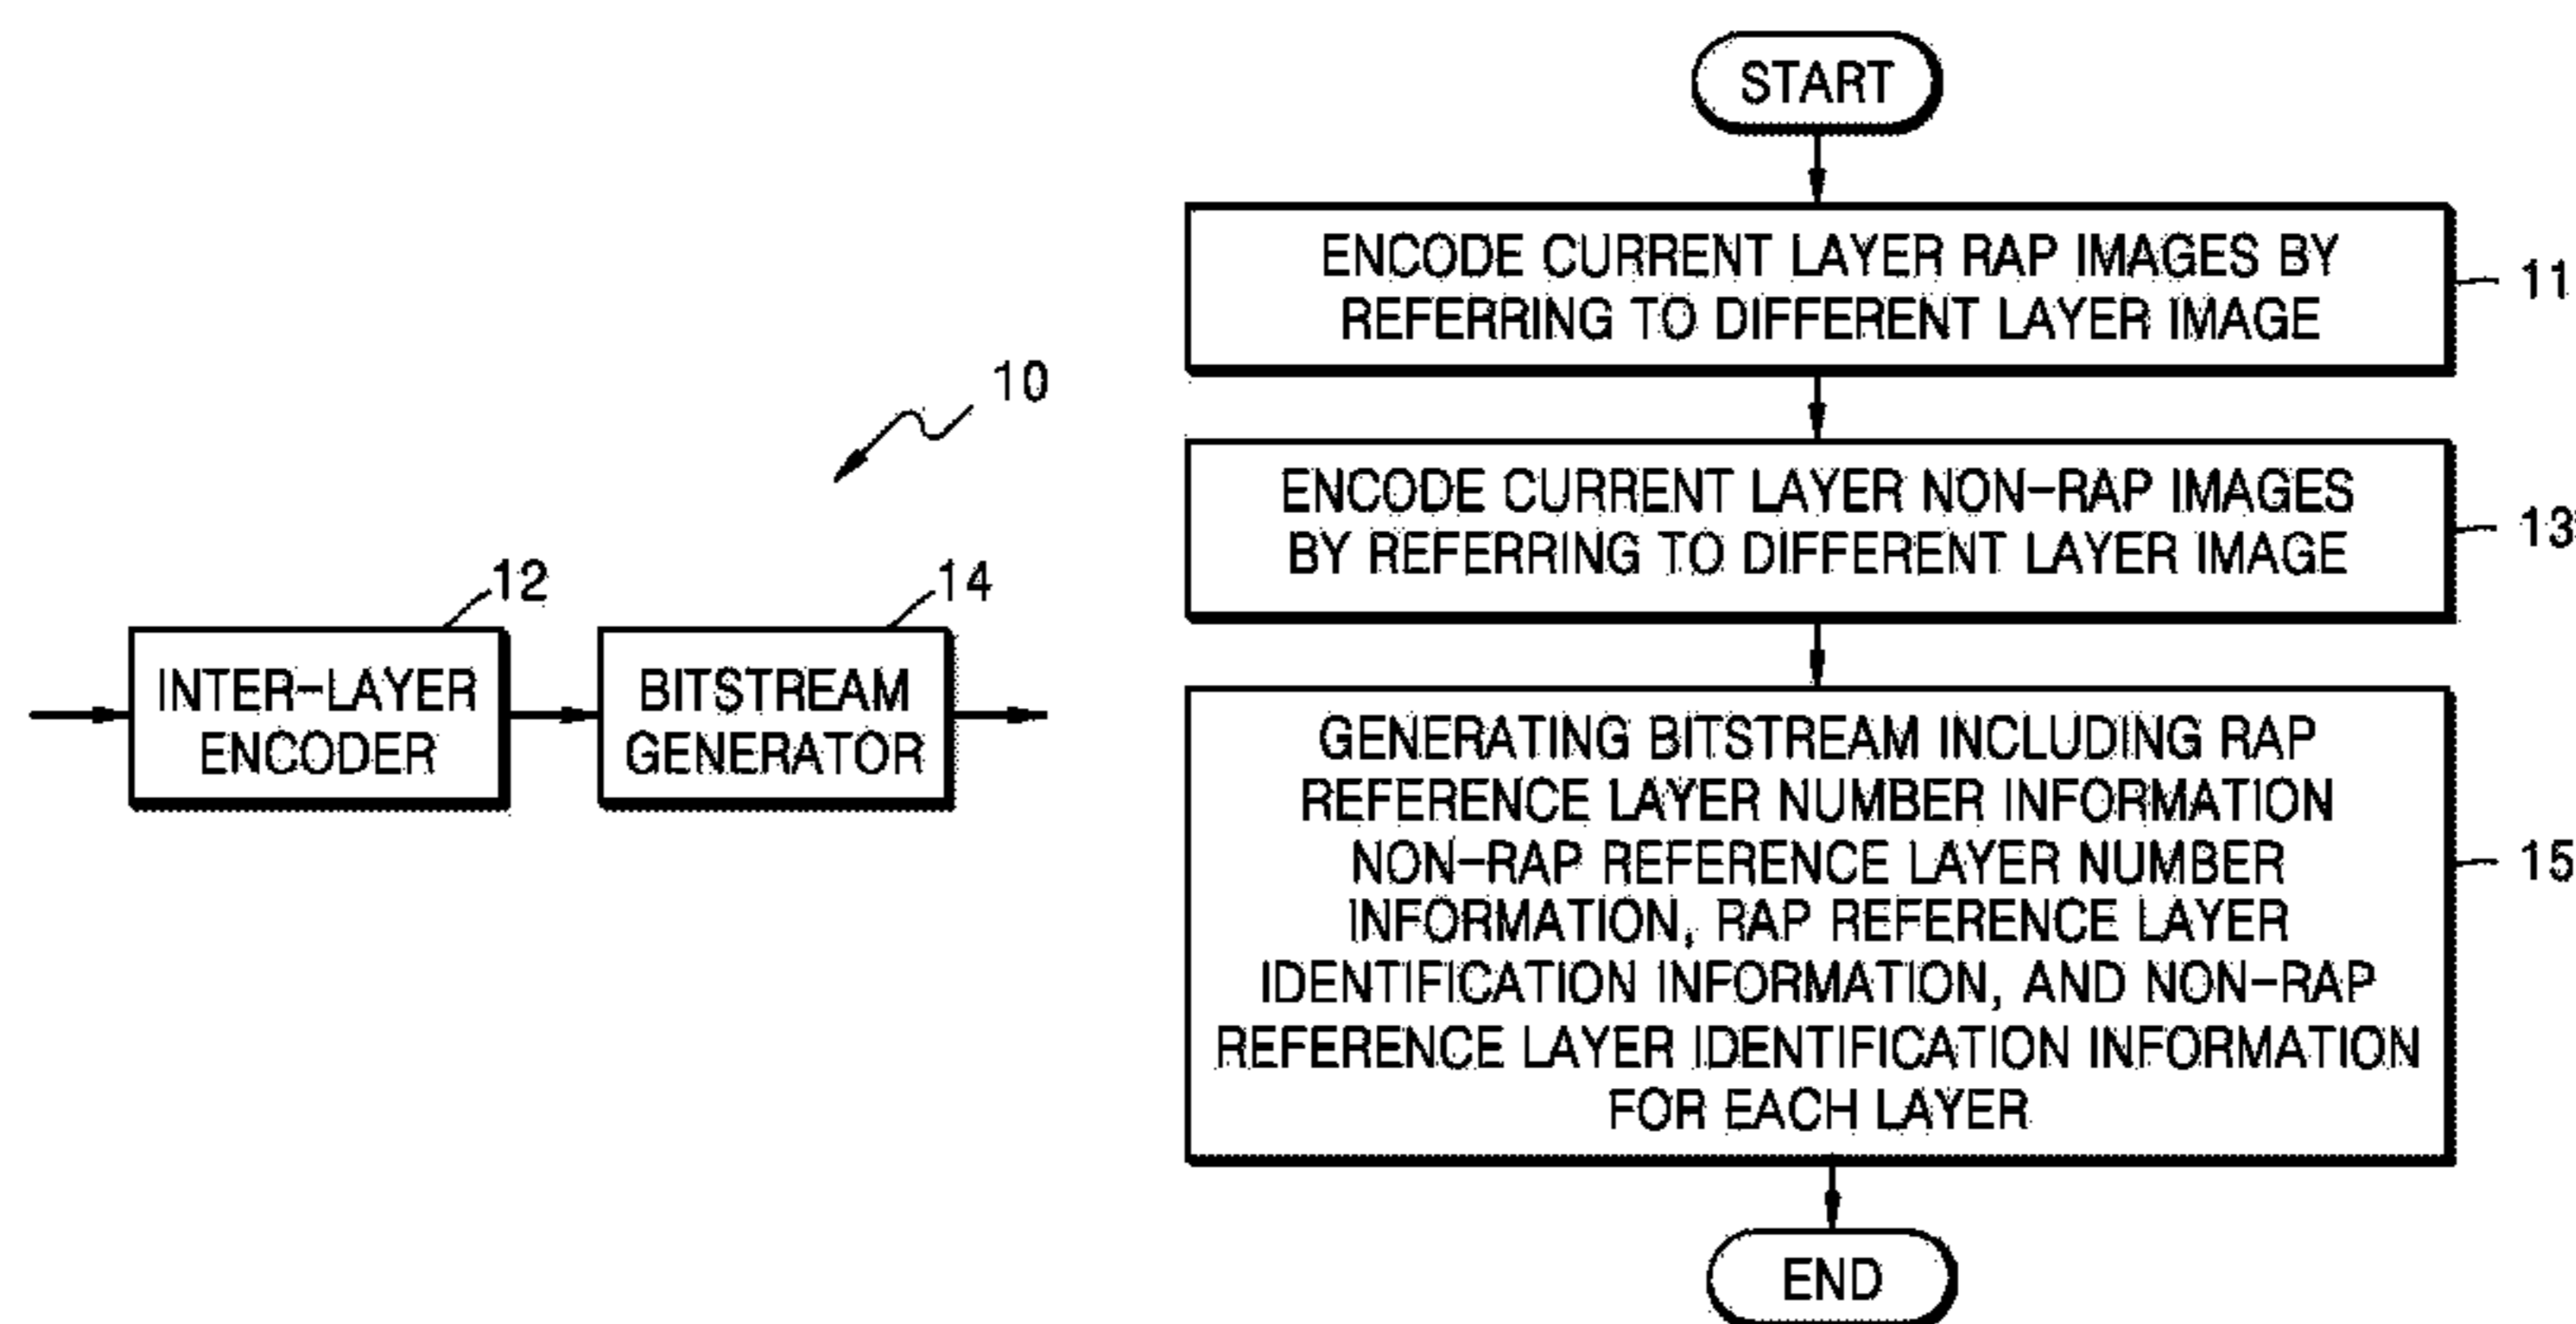 10
12
14
INTER-LAYER
ENCODER
BITSTREAM
GENERATOR
START
ENCODE CURRENT LAYER RAP IMAGES BY
REFERRING TO DIFFERENT LAYER IMAGE
11
ENCODE CURRENT LAYER NON-RAP IMAGES
BY REFERRING TO DIFFERENT LAYER IMAGE
13
GENERATING BITSTREAM INCLUDING RAP
REFERENCE LAYER NUMBER INFORMATION
NON-RAP REFERENCE LAYER NUMBER
INFORMATION, RAP REFERENCE LAYER
IDENTIFICATION INFORMATION, AND NON-RAP
REFERENCE LAYER IDENTIFICATION INFORMATION
FOR EACH LAYER
15
END